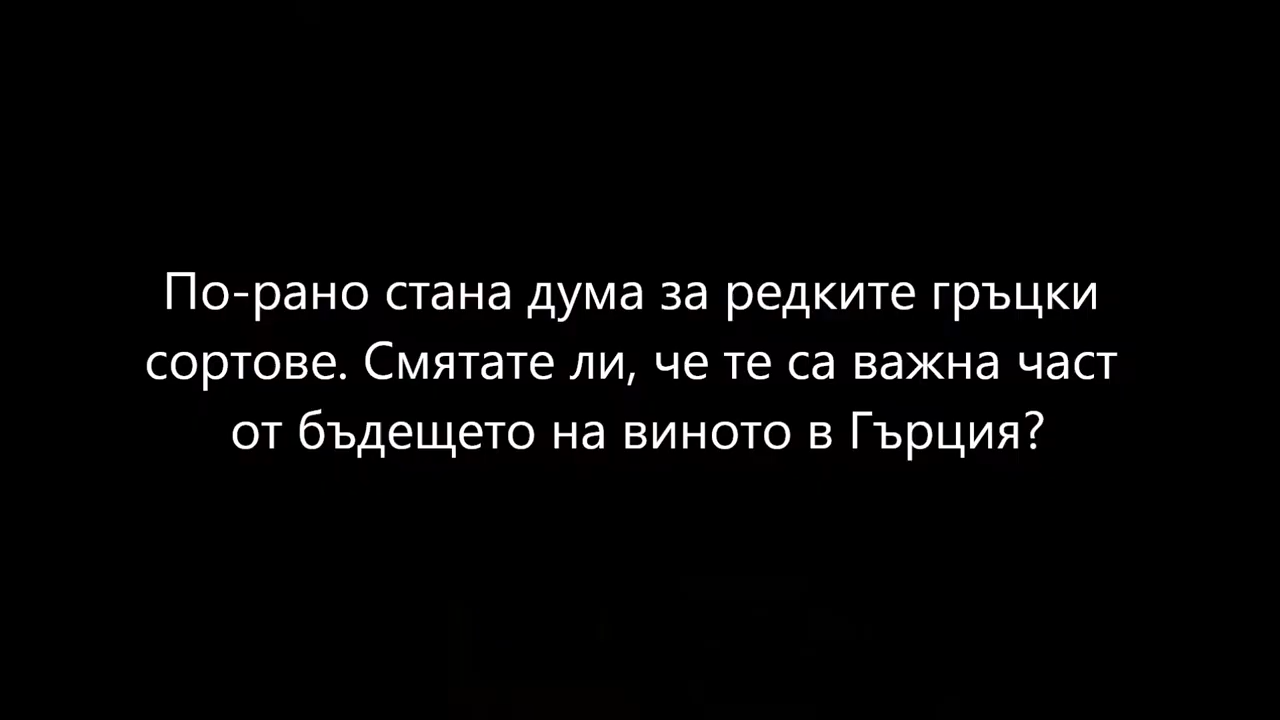 По-рано стана дума за редките гръцки
сортове. Смятате ли, че те са важна част
от бъдещето на виното в Гърция?